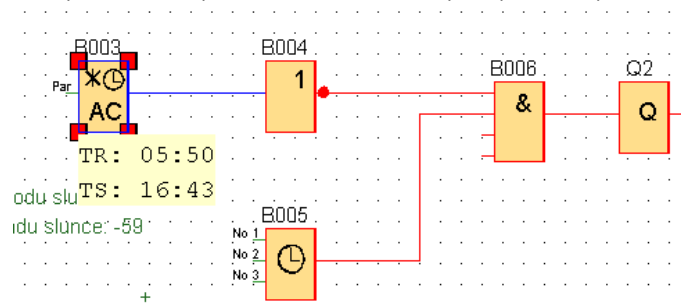 B003
B004
B006
Q2
Par
AC
1
&
Q
TR: 05:50
TS: 16:43
odu slu
du slunce: -59
B005
No 1
No 2
No 3